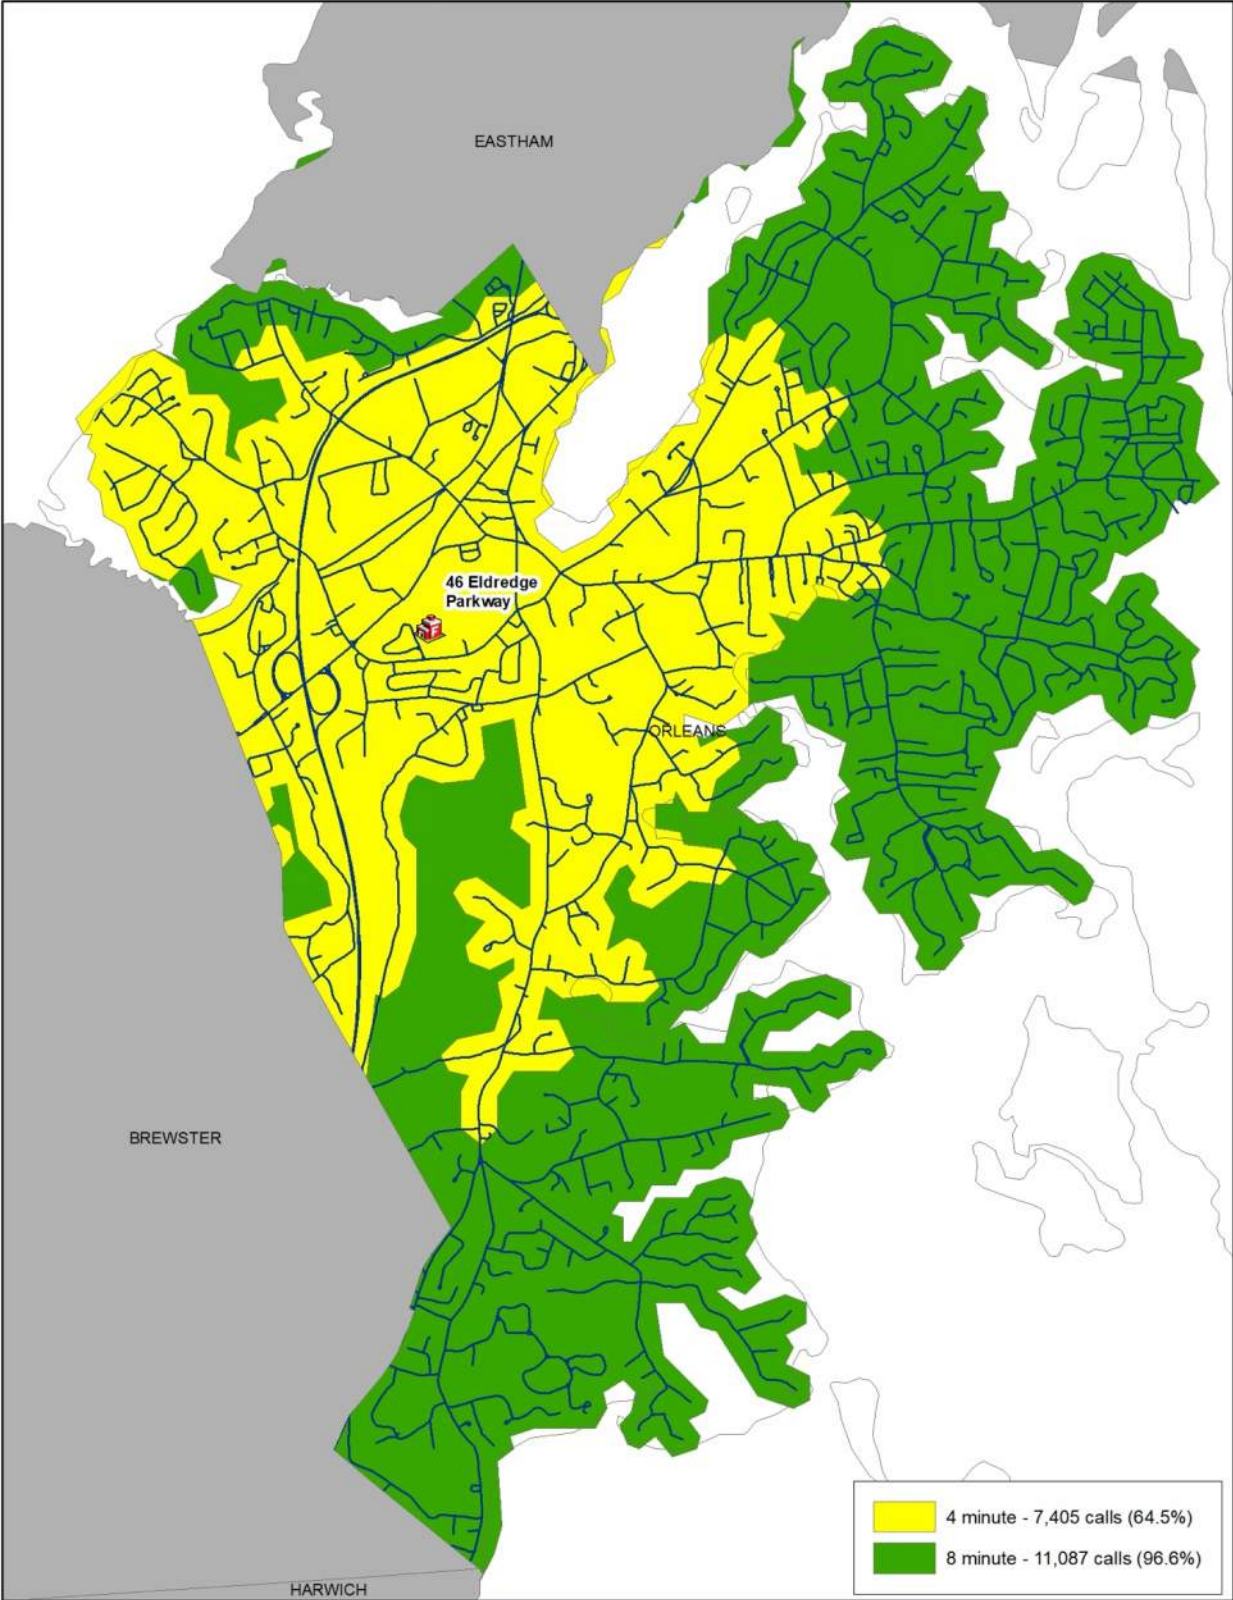 EASTHAM
46 Eldredge
Parkway
ORLEANS
BREWSTER
4 minute - 7,405 calls (64.5%)
8 minute - 11,087 calls (96.6%)
HARWICH